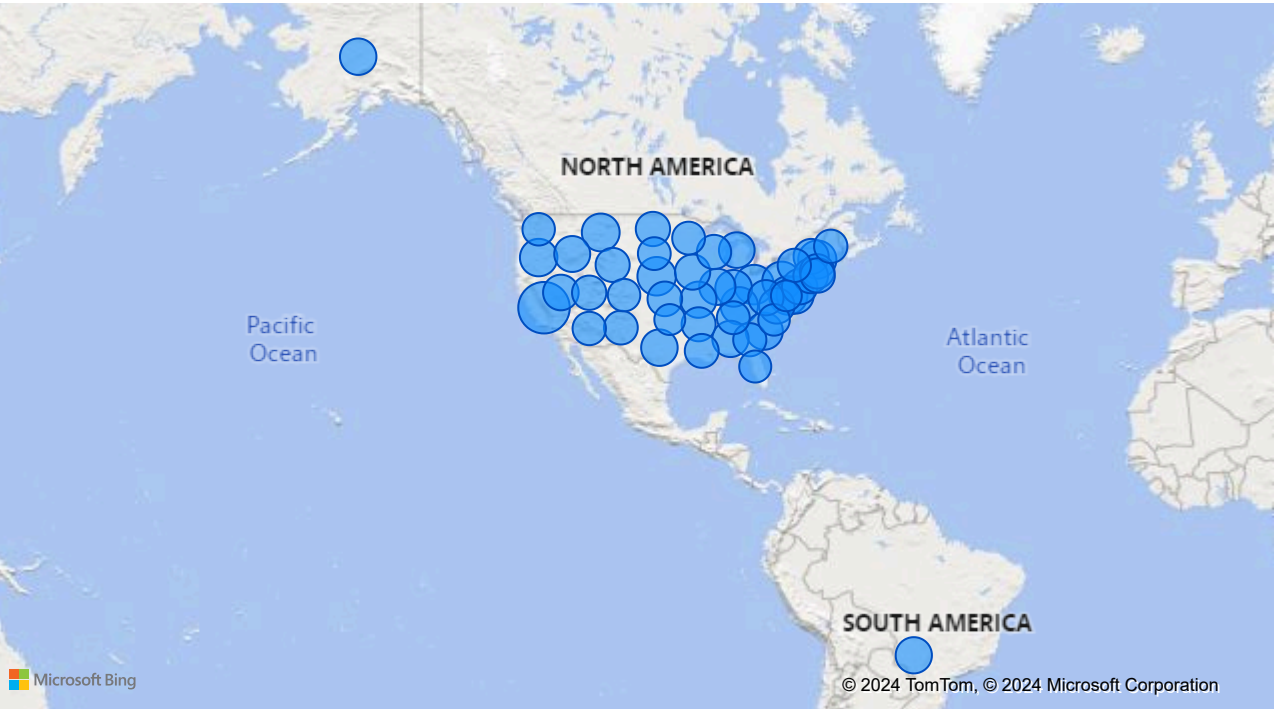 NORTH AMERICA
Pacific
Ocean
Atlantic
Ocean
SOUTH AMERICA
Microsoft Bing
© 2024 TomTom, © 2024 Microsoft Corporation